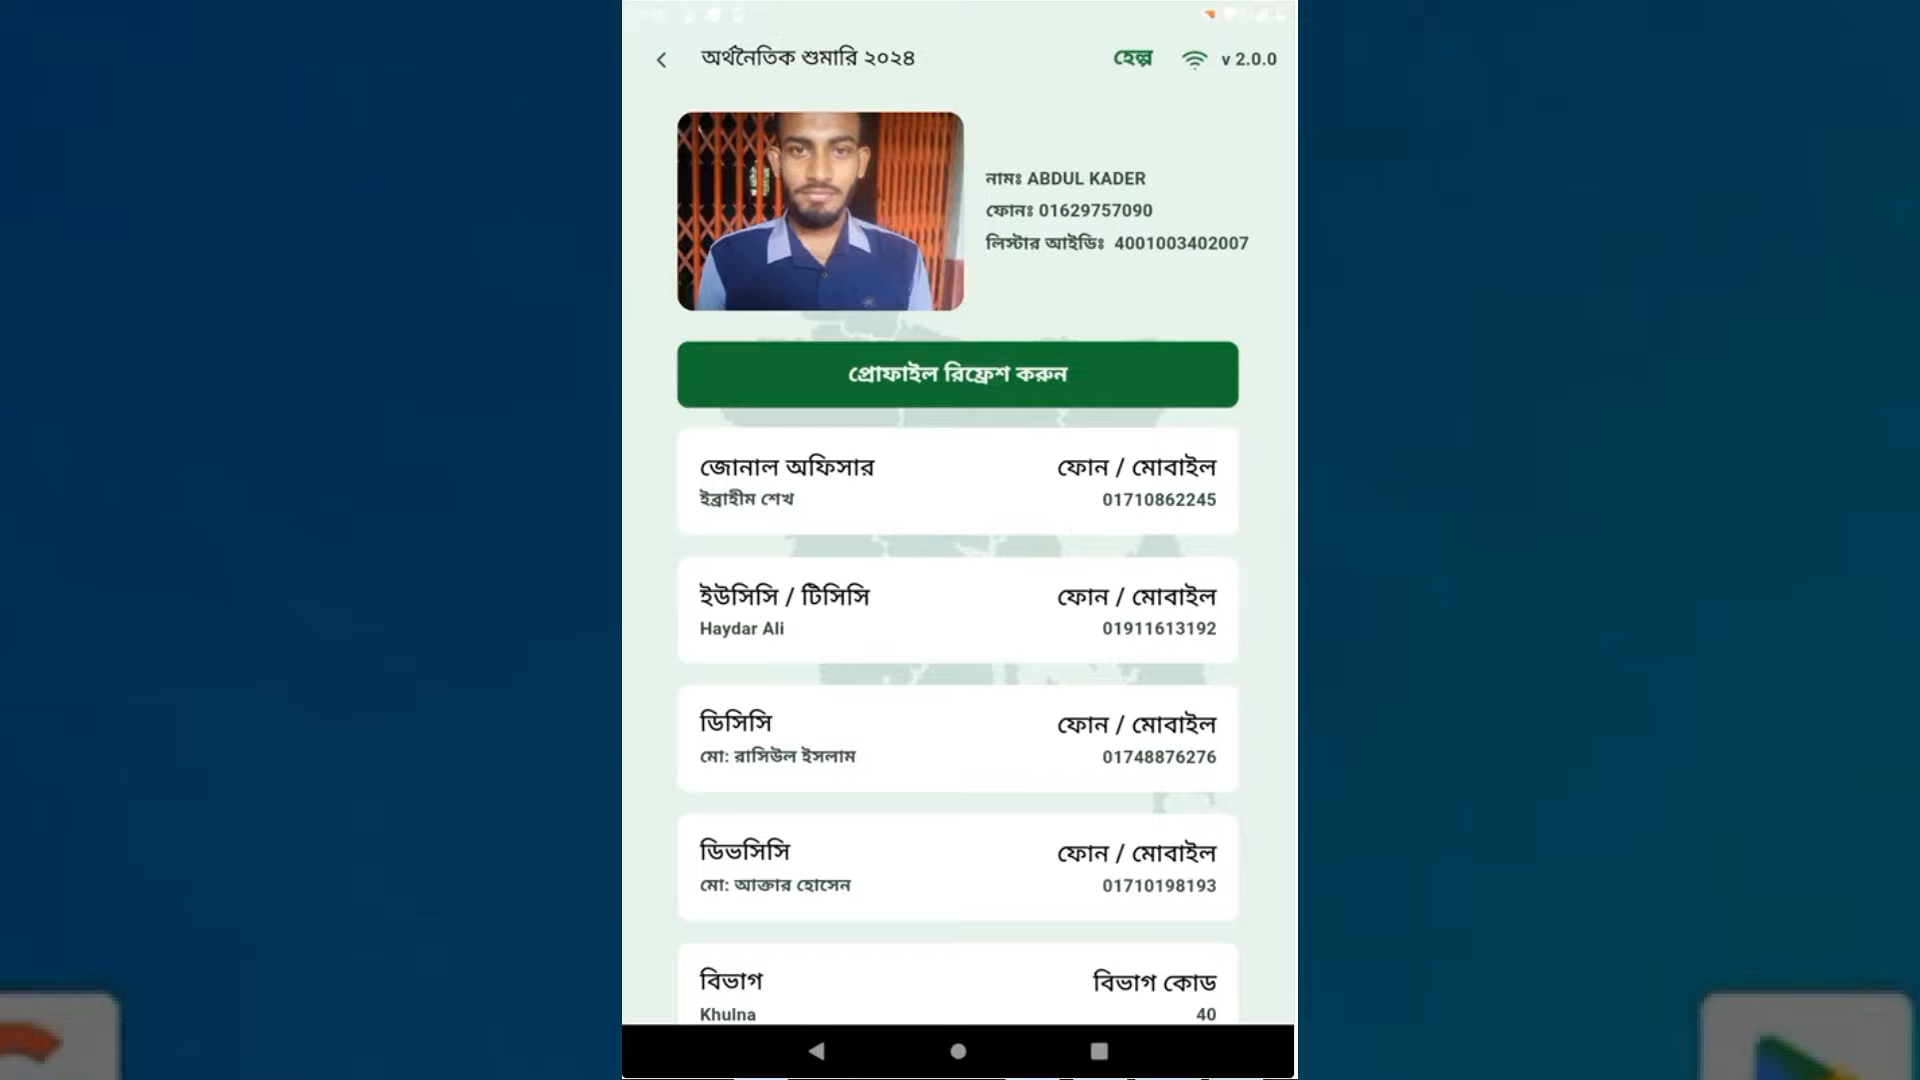 অর্থনৈতিক শুমারি ২০২৪ হেল্প v 2.0.0
নামঃ ABDUL KADER
ফোনঃ 01629757090
লিস্টার আইডিঃ 4001003402007
প্রোফাইল রিফ্রেশ করুন
জোনাল অফিসার ফোন / মোবাইল
ইব্রাহীম শেখ 01710862245
ইউসিসি / টিসিসি ফোন / মোবাইল
Haydar Ali 01911613192
ডিসিসি ফোন / মোবাইল
মো: রাসিউল ইসলাম 01748876276
ডিভসিসি ফোন / মোবাইল
মো: আক্তার হোসেন 01710198193
বিভাগ বিভাগ কোড
Khulna 40